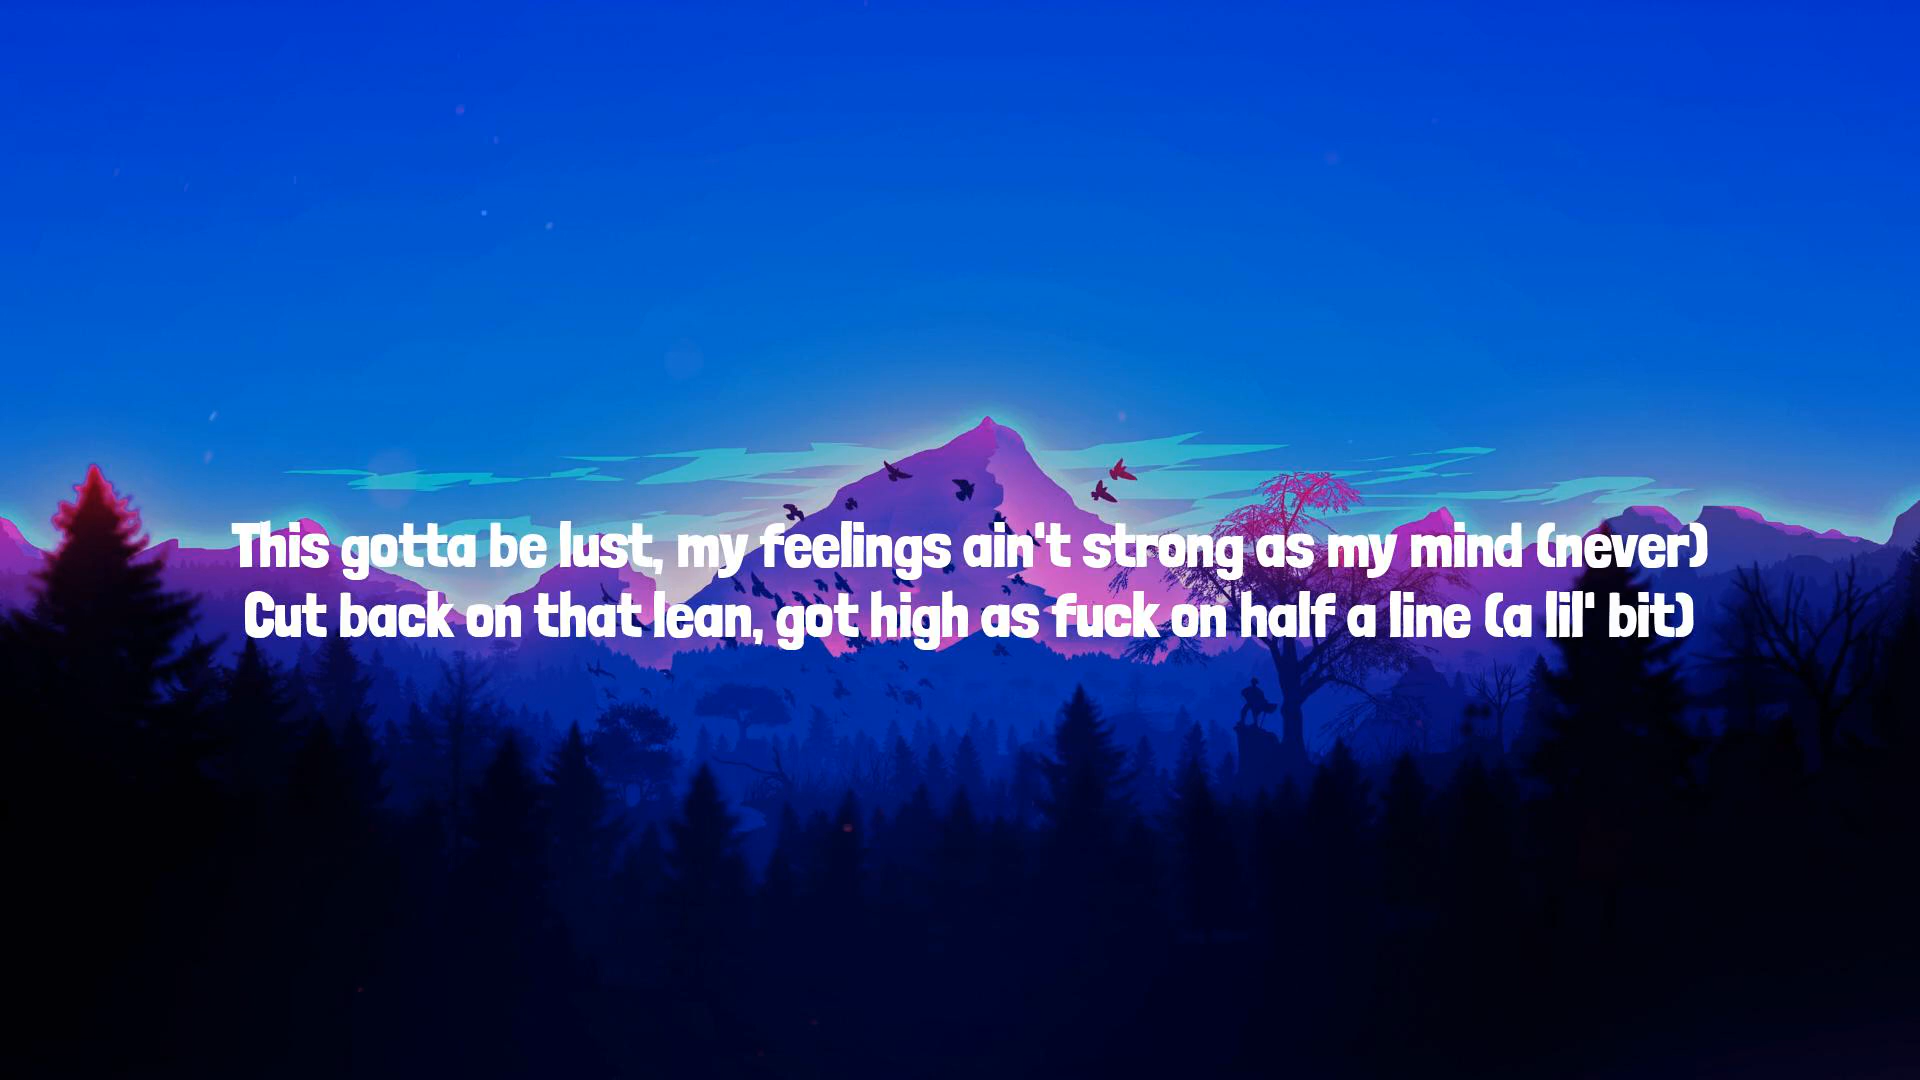 This gotta be lust, my feelings ain't strong as my mind (never)
Cut back on that lean, got high as fuck on half a line (a lil' bit)